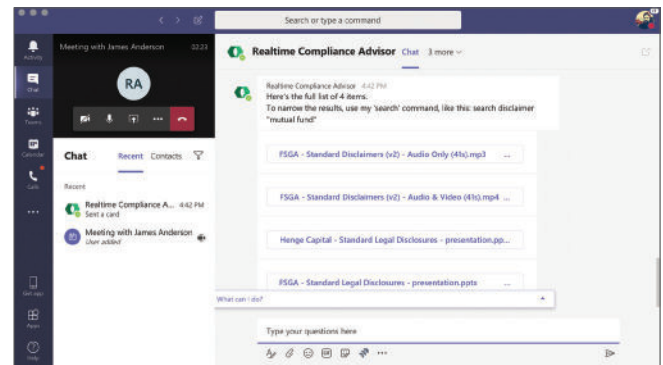 Search or type a command
Activity
Chat
Teams
Calendar
Calls
Get app
Apps
Help
Meeting with James Anderson 02:23
RA
Chat Recent Contacts
Recent
Realtime Compliance A... 4:42 PM
Sent a card
Meeting with James Anderson
User added
Realtime Compliance Advisor Chat 3 more
Realtime Compliance Advisor 4:42 PM
Here's the full list of 4 items.
To narrow the results, use my 'search' command, like this: search disclaimer
"mutual fund"
FSGA - Standard Disclaimers (v2) - Audio Only (41s).mp3 ...
FSGA - Standard Disclaimers (v2) - Audio & Video (41s).mp4 ...
Henge Capital - Standard Legal Disclosures - presentation.pp...
FSGA - Standard Legal Disclosures - presentation.pptx ...
What can I do?
Type your questions here
GIF